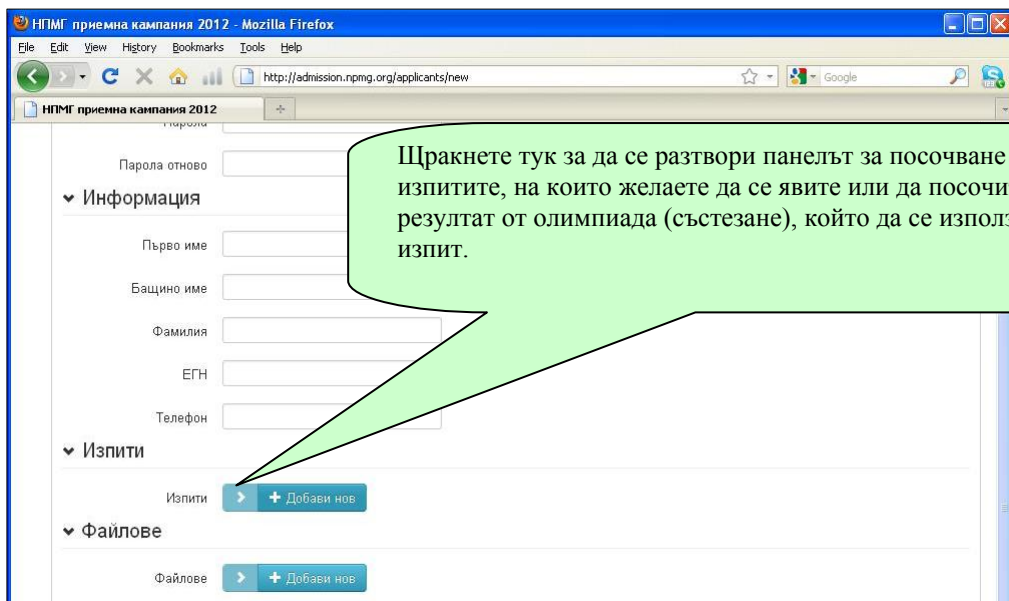 НПМГ приемна кампания 2012 - Mozilla Firefox
File Edit View History Bookmarks Tools Help
http://admission.npmg.org/applicants/new
Google
НПМГ приемна кампания 2012
Парола
Парола отново
Щракнете тук за да се разтвори панелът за посочване
изпитите, на които желаете да се явите или да посочи
резултат от олимпиада (състезане), който да се използ
изпит.
Информация
Първо име
Бащино име
Фамилия
ЕГН
Телефон
Изпити
Изпити
Добави нов
Файлове
Файлове
Добави нов